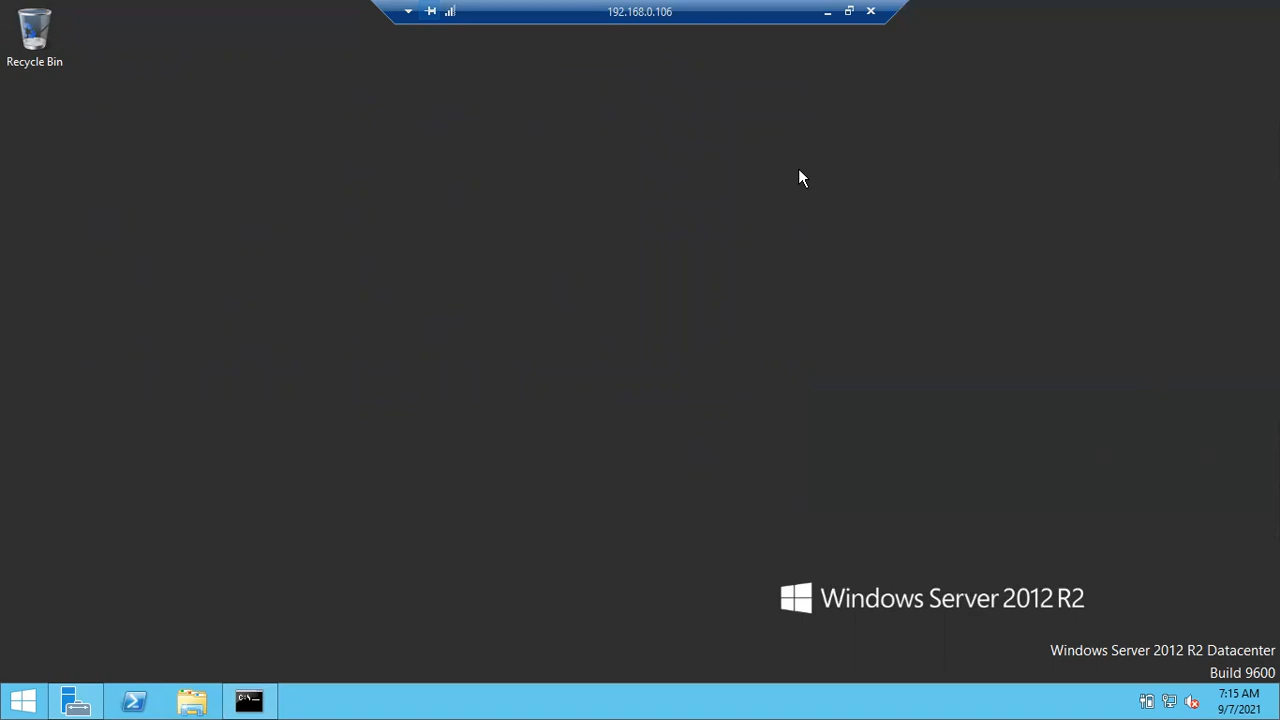 192.168.0.106
Recycle Bin
Windows Server 2012 R2
Windows Server 2012 R2 Datacenter
Build 9600
C:\_
7:15 AM
9/7/2021